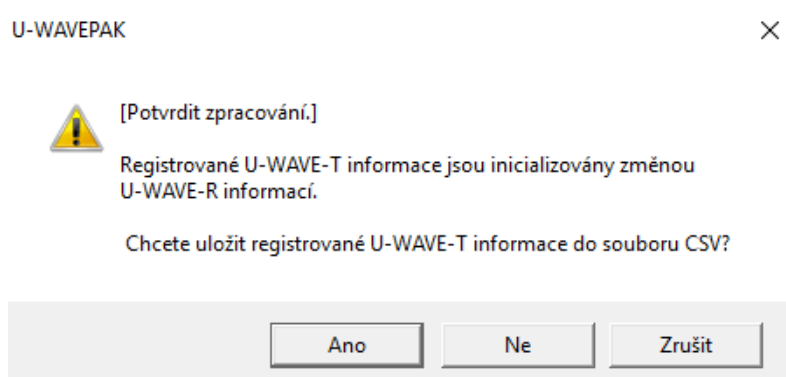 U-WAVEPAK
[Potvrdit zpracování.]
Registrované U-WAVE-T informace jsou inicializovány změnou
U-WAVE-R informací.
Chcete uložit registrované U-WAVE-T informace do souboru CSV?
Ano
Ne
Zrušit